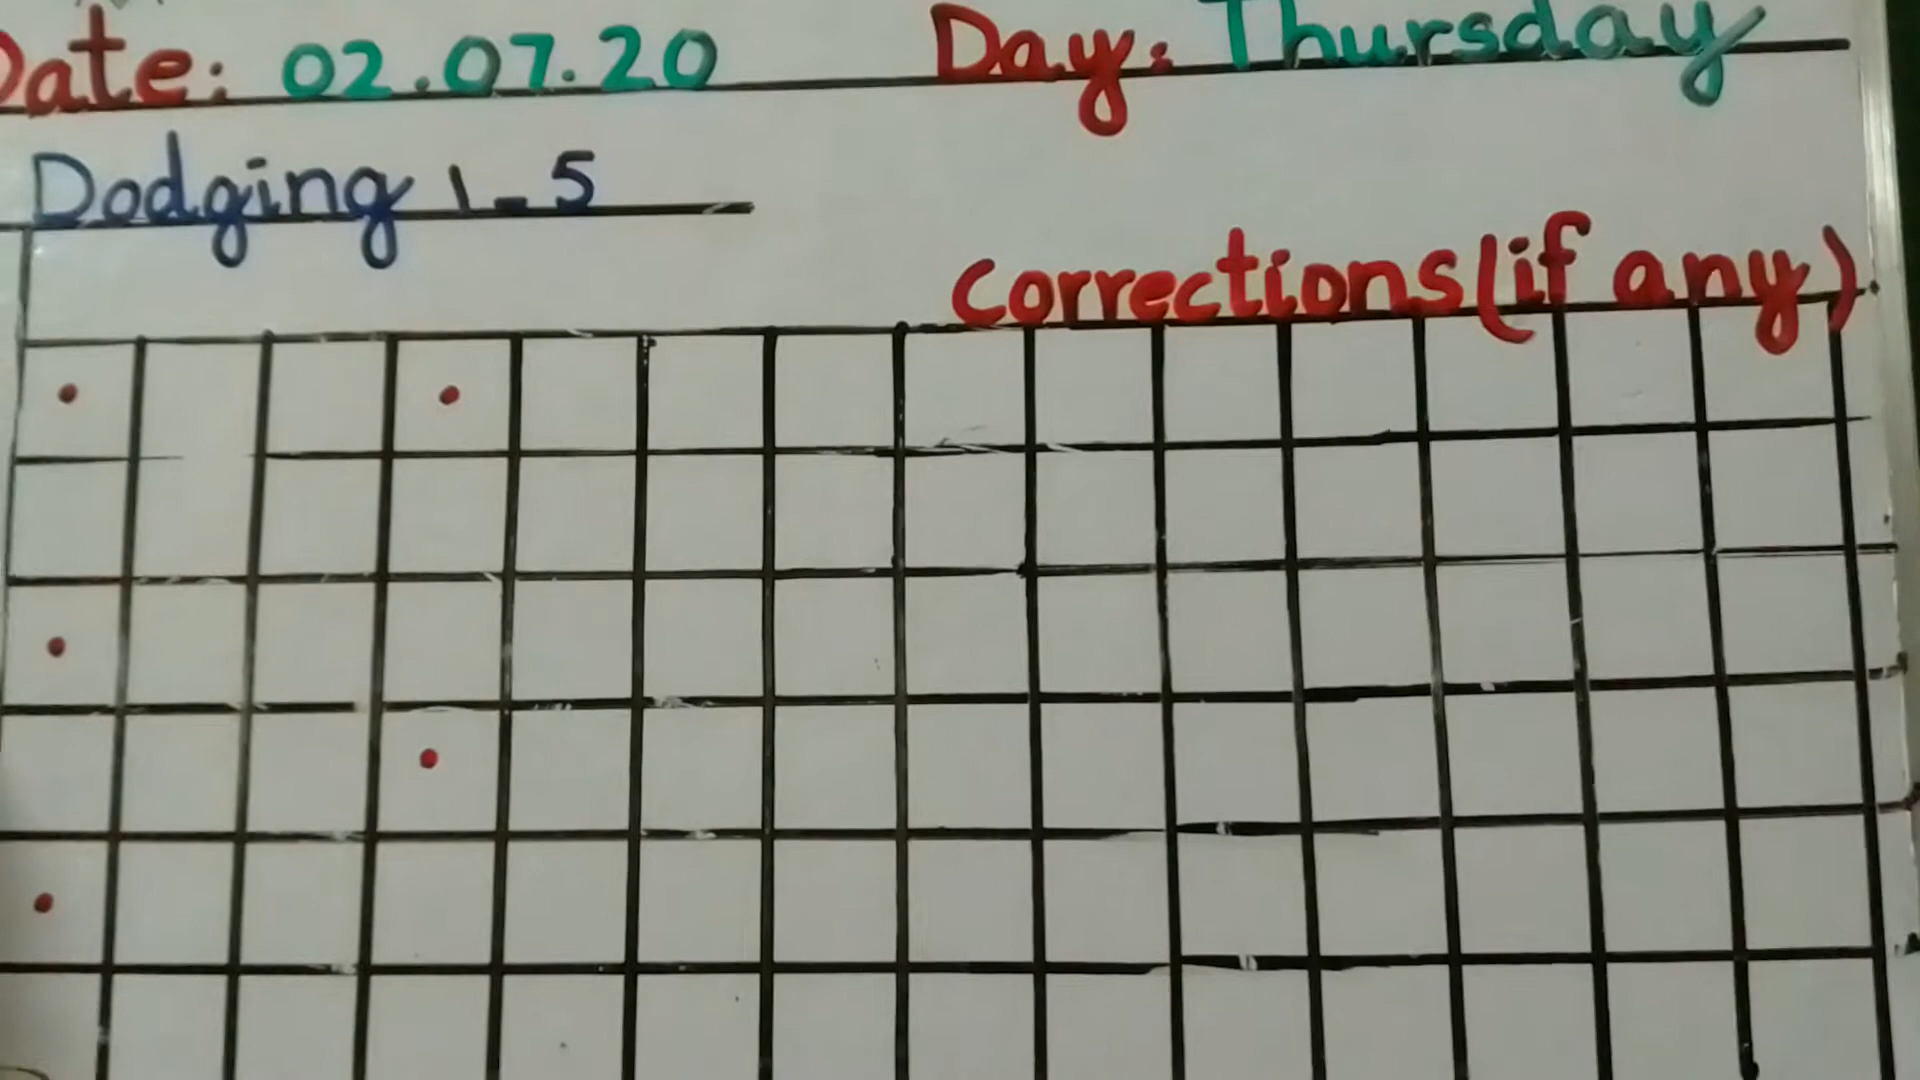 Date: 02.07.20 Day: Thursday
Dodging 1-5
Corrections(if any)